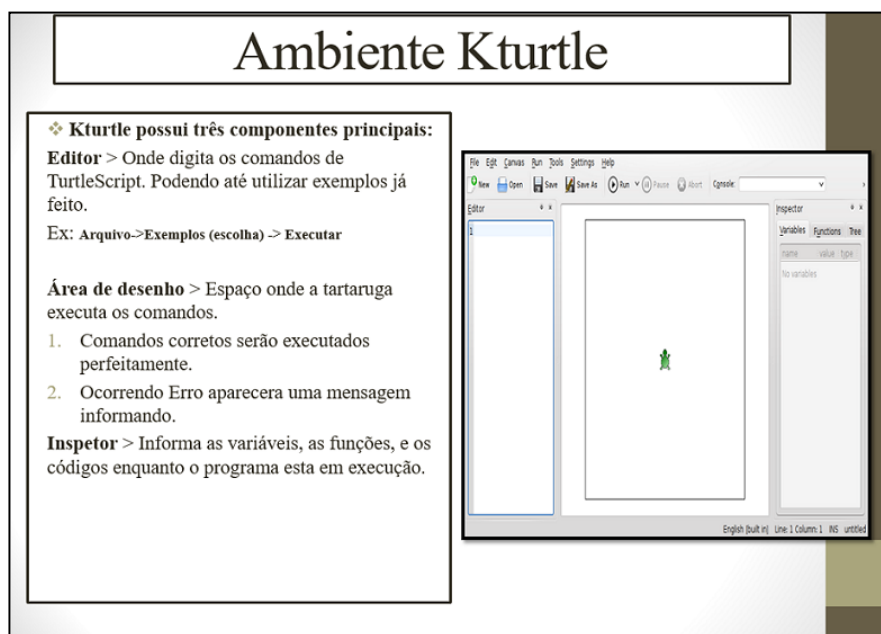 Ambiente Kturtle
❖ Kturtle possui três componentes principais:
Editor > Onde digita os comandos de
TurtleScript. Podendo até utilizar exemplos já
feito.
Ex: Arquivo->Exemplos (escolha) -> Executar
Área de desenho > Espaço onde a tartaruga
executa os comandos.
1. Comandos corretos serão executados
perfeitamente.
2. Ocorrendo Erro aparecera uma mensagem
informando.
Inspetor > Informa as variáveis, as funções, e os
códigos enquanto o programa esta em execução.
File Edit Canvas Run Tools Settings Help
New Open Save Save As Run Pause Abort Console:
Editor
1
Inspector
Variables Functions Tree
name value type
No variables
English (built in) Line: 1 Column: 1 INS untitled